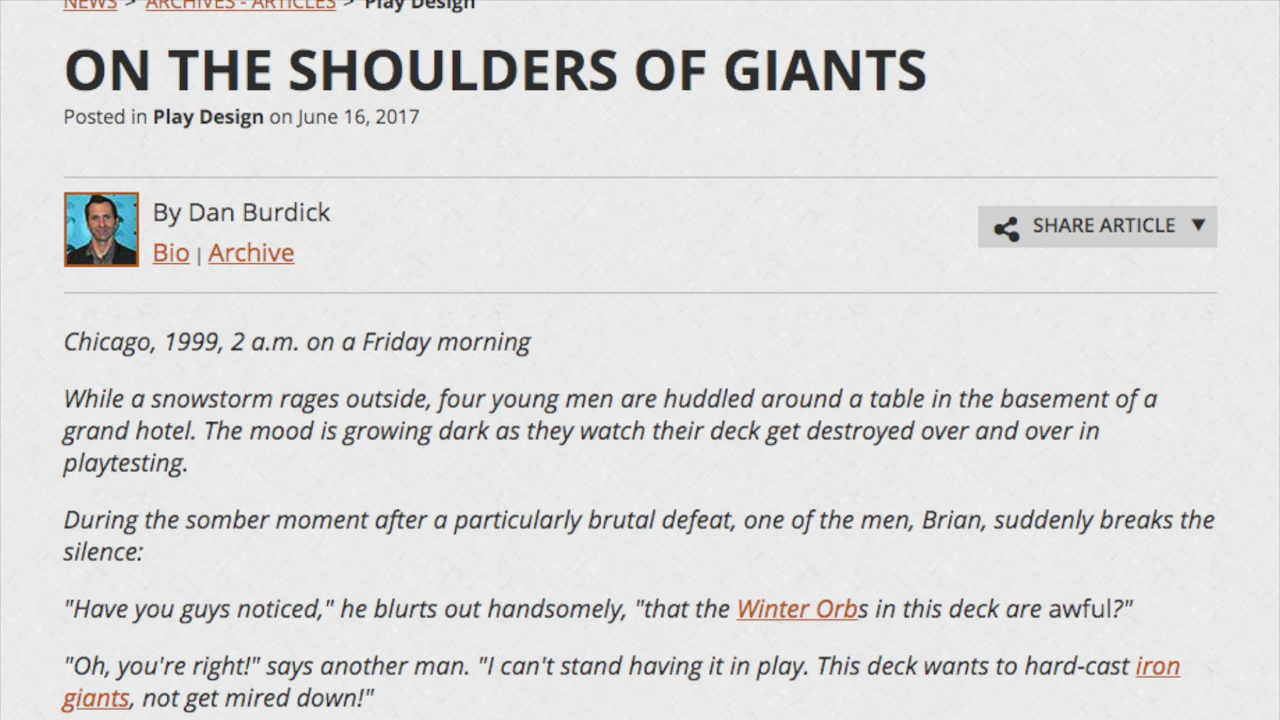 NEWS > ARCHIVES - ARTICLES > Play Design
ON THE SHOULDERS OF GIANTS
Posted in Play Design on June 16, 2017
By Dan Burdick
Bio | Archive
SHARE ARTICLE ▼
Chicago, 1999, 2 a.m. on a Friday morning
While a snowstorm rages outside, four young men are huddled around a table in the basement of a
grand hotel. The mood is growing dark as they watch their deck get destroyed over and over in
playtesting.
During the somber moment after a particularly brutal defeat, one of the men, Brian, suddenly breaks the
silence:
"Have you guys noticed," he blurts out handsomely, "that the Winter Orbs in this deck are awful?"
"Oh, you're right!" says another man. "I can't stand having it in play. This deck wants to hard-cast iron
giants, not get mired down!"